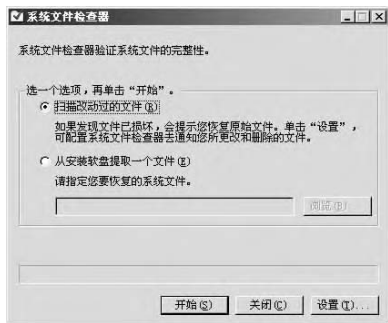 系统文件检查器
系统文件检查器验证系统文件的完整性。
选一个选项，再单击“开始”。
扫描改动过的文件(R)
如果发现文件已损坏，会提示您恢复原始文件。单击“设置”，
可配置系统文件检查器去通知您所更改和删除的文件。
从安装软盘提取一个文件(E)
请指定您要恢复的系统文件。
浏览(B)
开始(S) 关闭(C) 设置(T)...